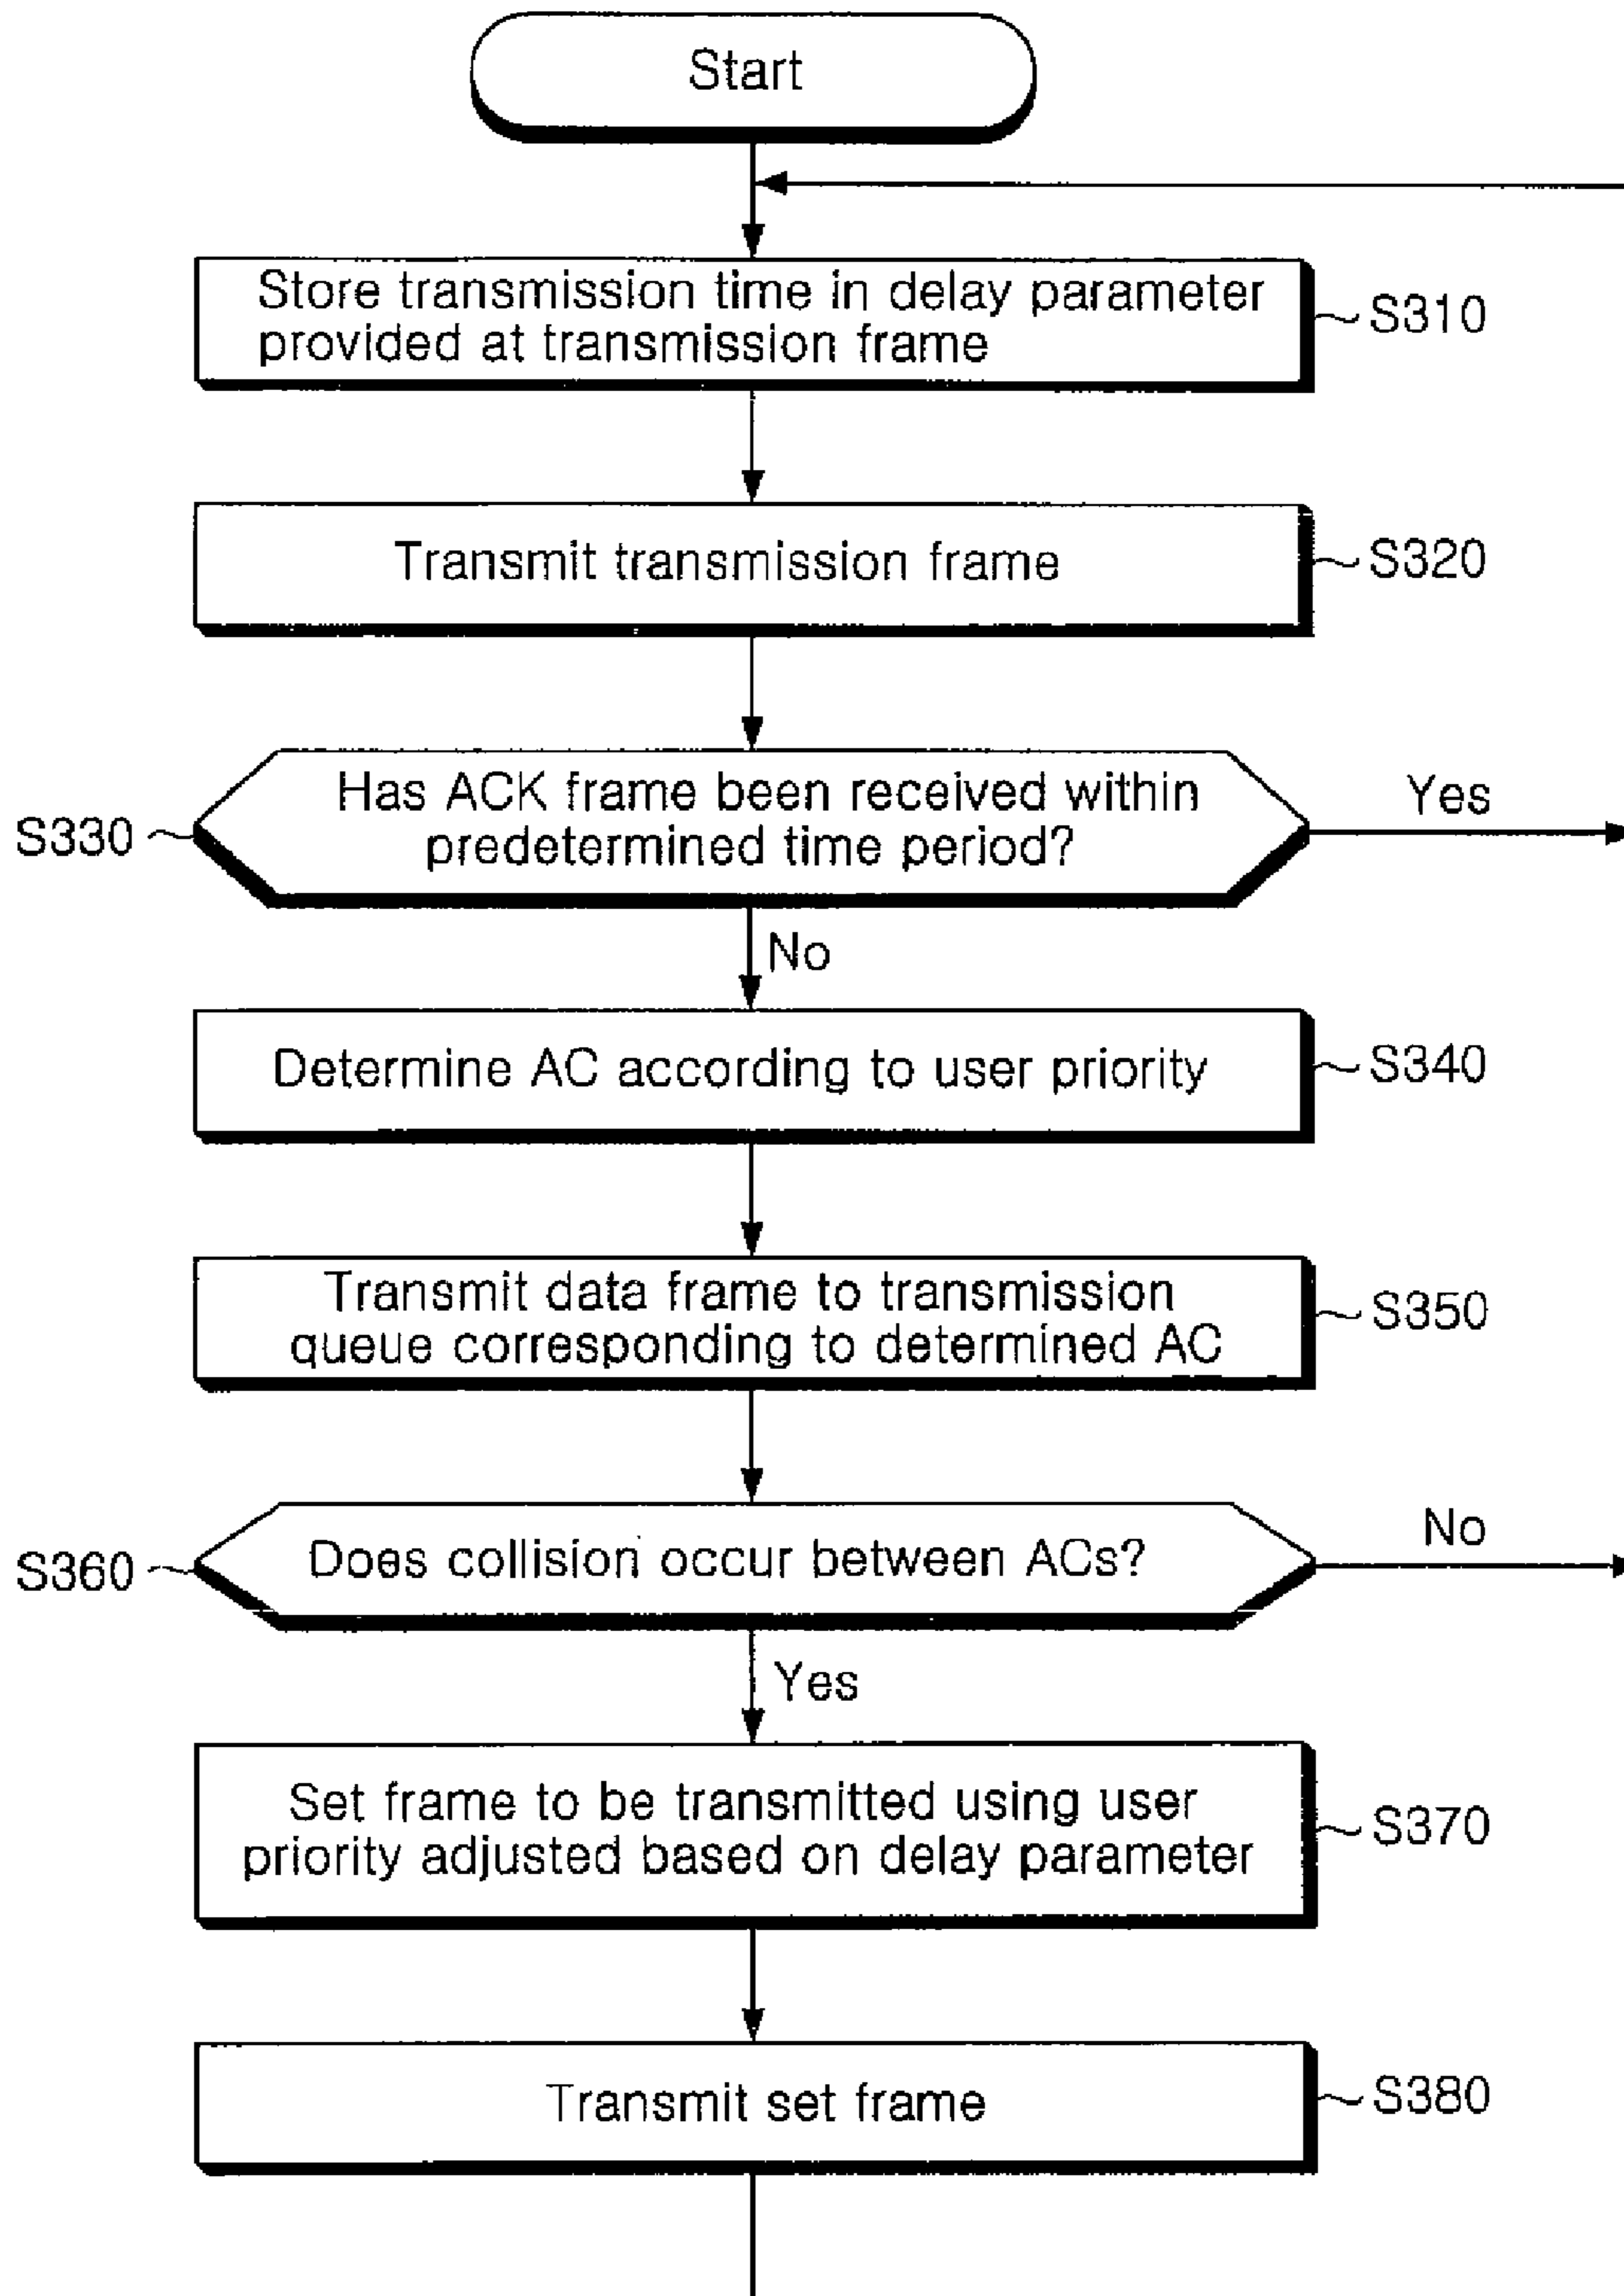 Start
Store transmission time in delay parameter
provided at transmission frame
S310
Transmit transmission frame
S320
Has ACK frame been received within
predetermined time period?
S330
Yes
No
Determine AC according to user priority
S340
Transmit data frame to transmission
queue corresponding to determined AC
S350
Does collision occur between ACs?
S360
No
Yes
Set frame to be transmitted using user
priority adjusted based on delay parameter
S370
Transmit set frame
S380